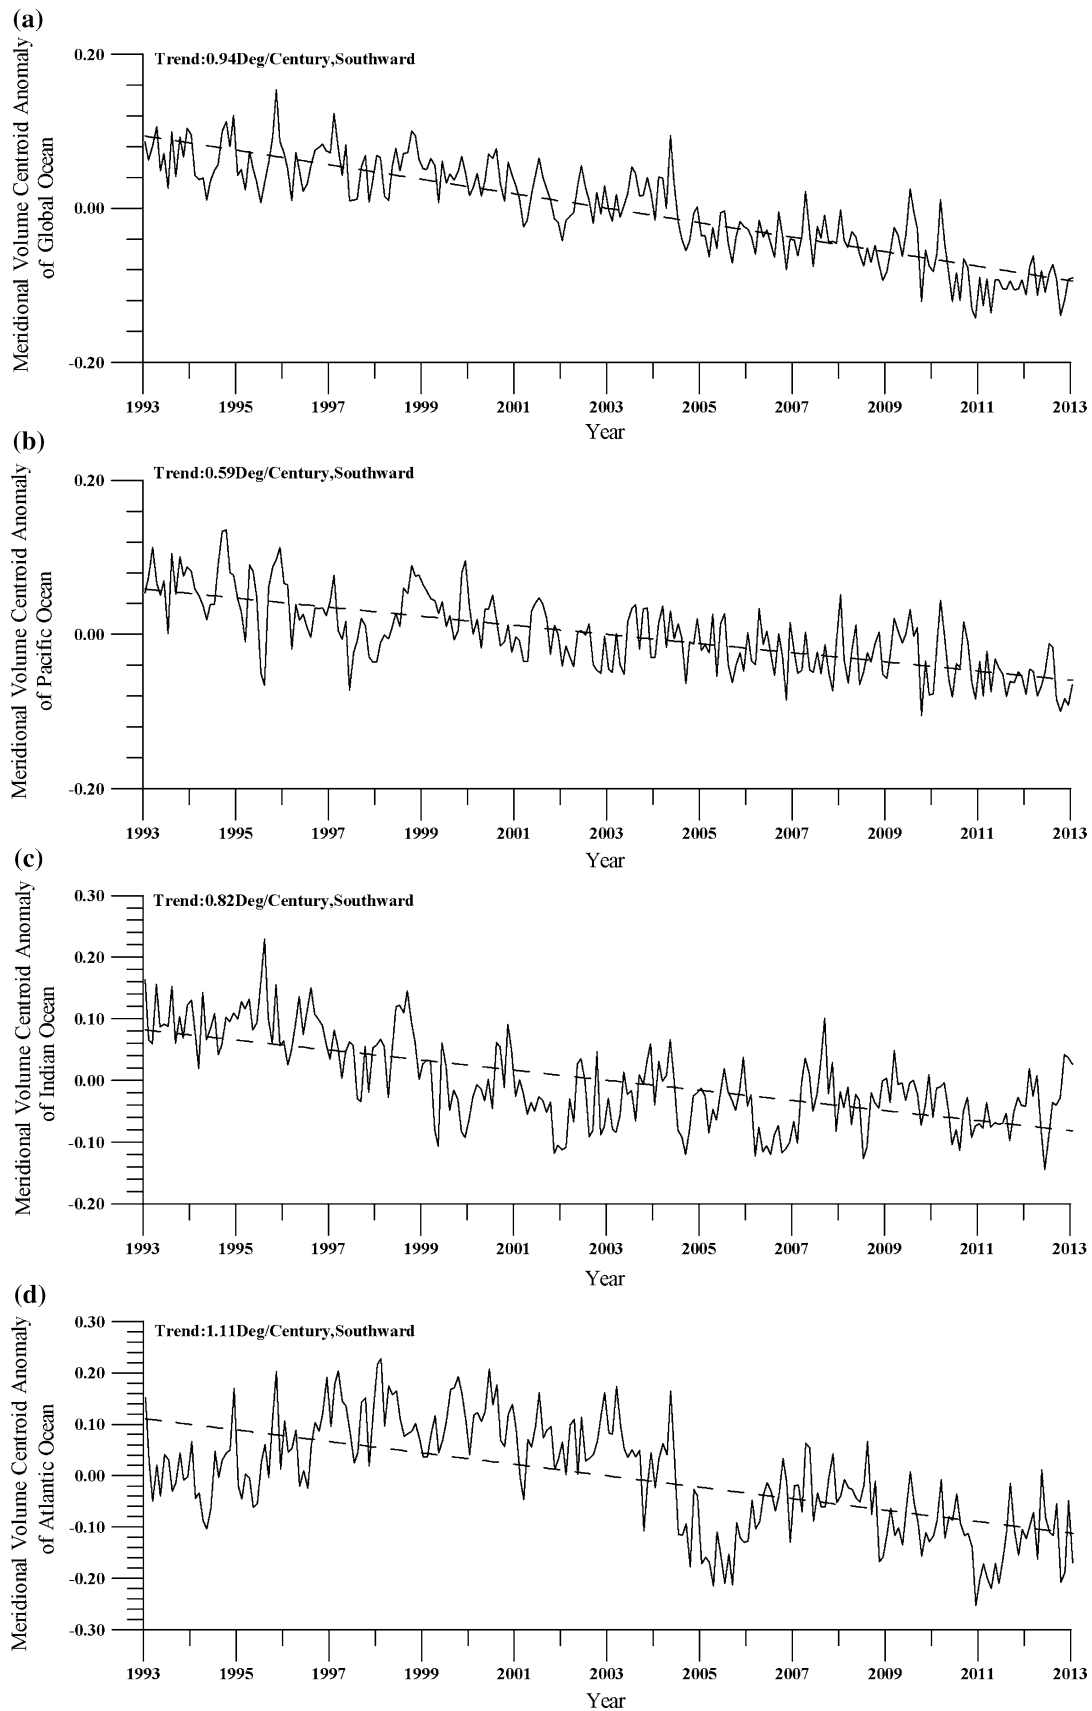 (a)
Trend:0.94Deg/Century,Southward
Meridional Volume Centroid Anomaly
of Global Ocean
0.20
0.00
-0.20
1993 1995 1997 1999 2001 2003 2005 2007 2009 2011 2013
Year
(b)
Trend:0.59Deg/Century,Southward
Meridional Volume Centroid Anomaly
of Pacific Ocean
0.20
0.00
-0.20
1993 1995 1997 1999 2001 2003 2005 2007 2009 2011 2013
Year
(c)
Trend:0.82Deg/Century,Southward
Meridional Volume Centroid Anomaly
of Indian Ocean
0.30
0.20
0.10
0.00
-0.10
-0.20
1993 1995 1997 1999 2001 2003 2005 2007 2009 2011 2013
Year
(d)
Trend:1.11Deg/Century,Southward
Meridional Volume Centroid Anomaly
of Atlantic Ocean
0.30
0.20
0.10
0.00
-0.10
-0.20
-0.30
1993 1995 1997 1999 2001 2003 2005 2007 2009 2011 2013
Year